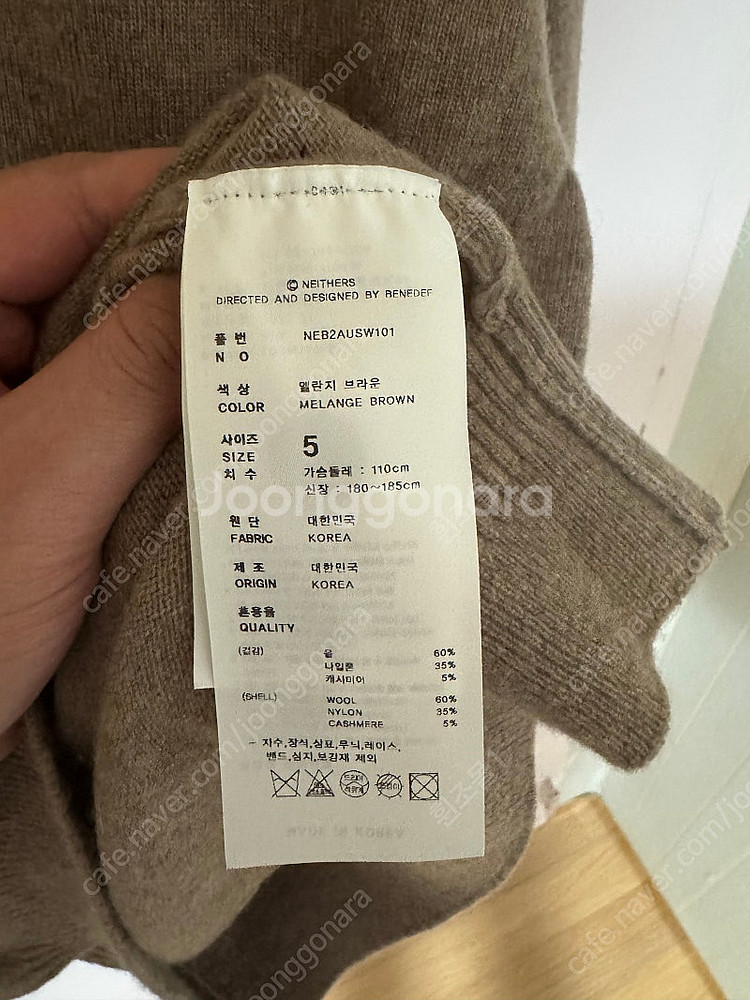 © NEITHERS
DIRECTED AND DESIGNED BY BENEDEF
품 번 NEB2AUSW101
N O
색 상 멜란지 브라운
COLOR MELANGE BROWN
사이즈 5
SIZE
치 수 가슴둘레 : 110cm
신장 : 180~185cm
원 단 대한민국
FABRIC KOREA
제 조 대한민국
ORIGIN KOREA
혼용율
QUALITY
(겉감) 울 60%
나일론 35%
캐시미어 5%
(SHELL) WOOL 60%
NYLON 35%
CASHMERE 5%
- 자수,장식,상표,무늬,레이스,
밴드,심지,보강재 제외
드라이
Joonggonara
cafe.naver.com/joonggonara